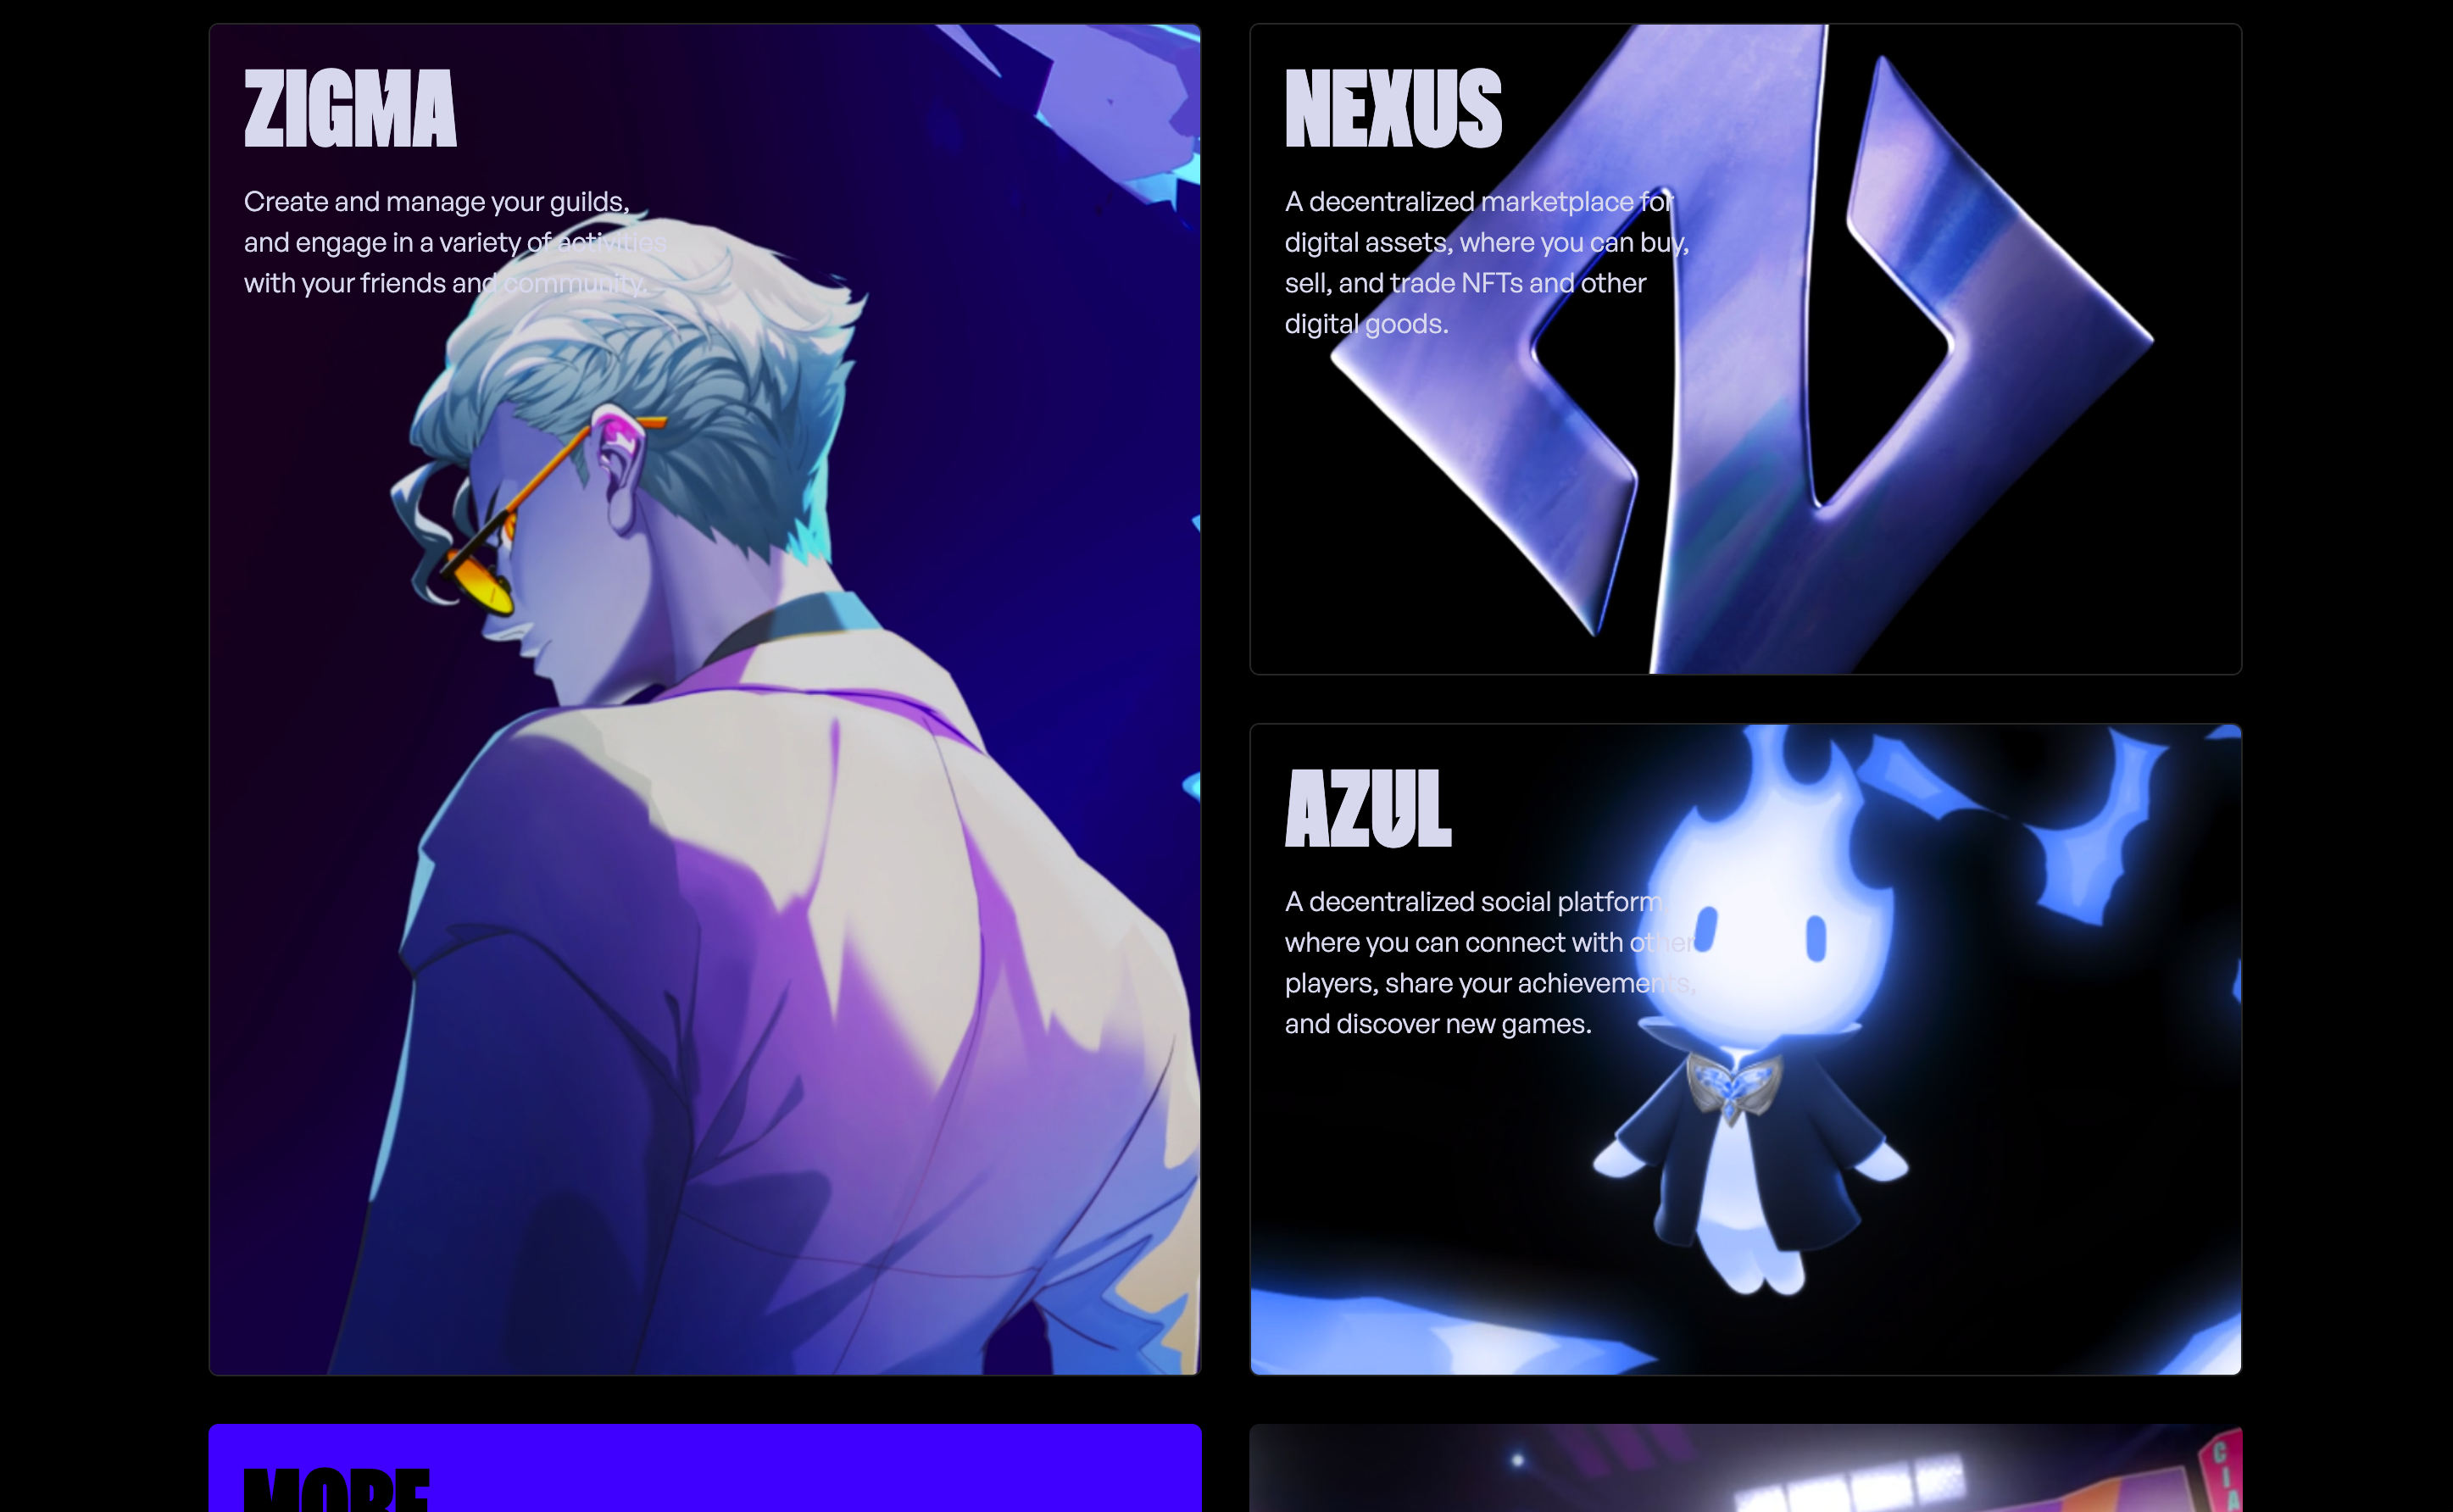 ZIGMA
Create and manage your guilds,
and engage in a variety of activities
with your friends and community.
NEXUS
A decentralized marketplace for
digital assets, where you can buy,
sell, and trade NFTs and other
digital goods.
AZUL
A decentralized social platform
where you can connect with other
players, share your achievements,
and discover new games.
MORE
CIA